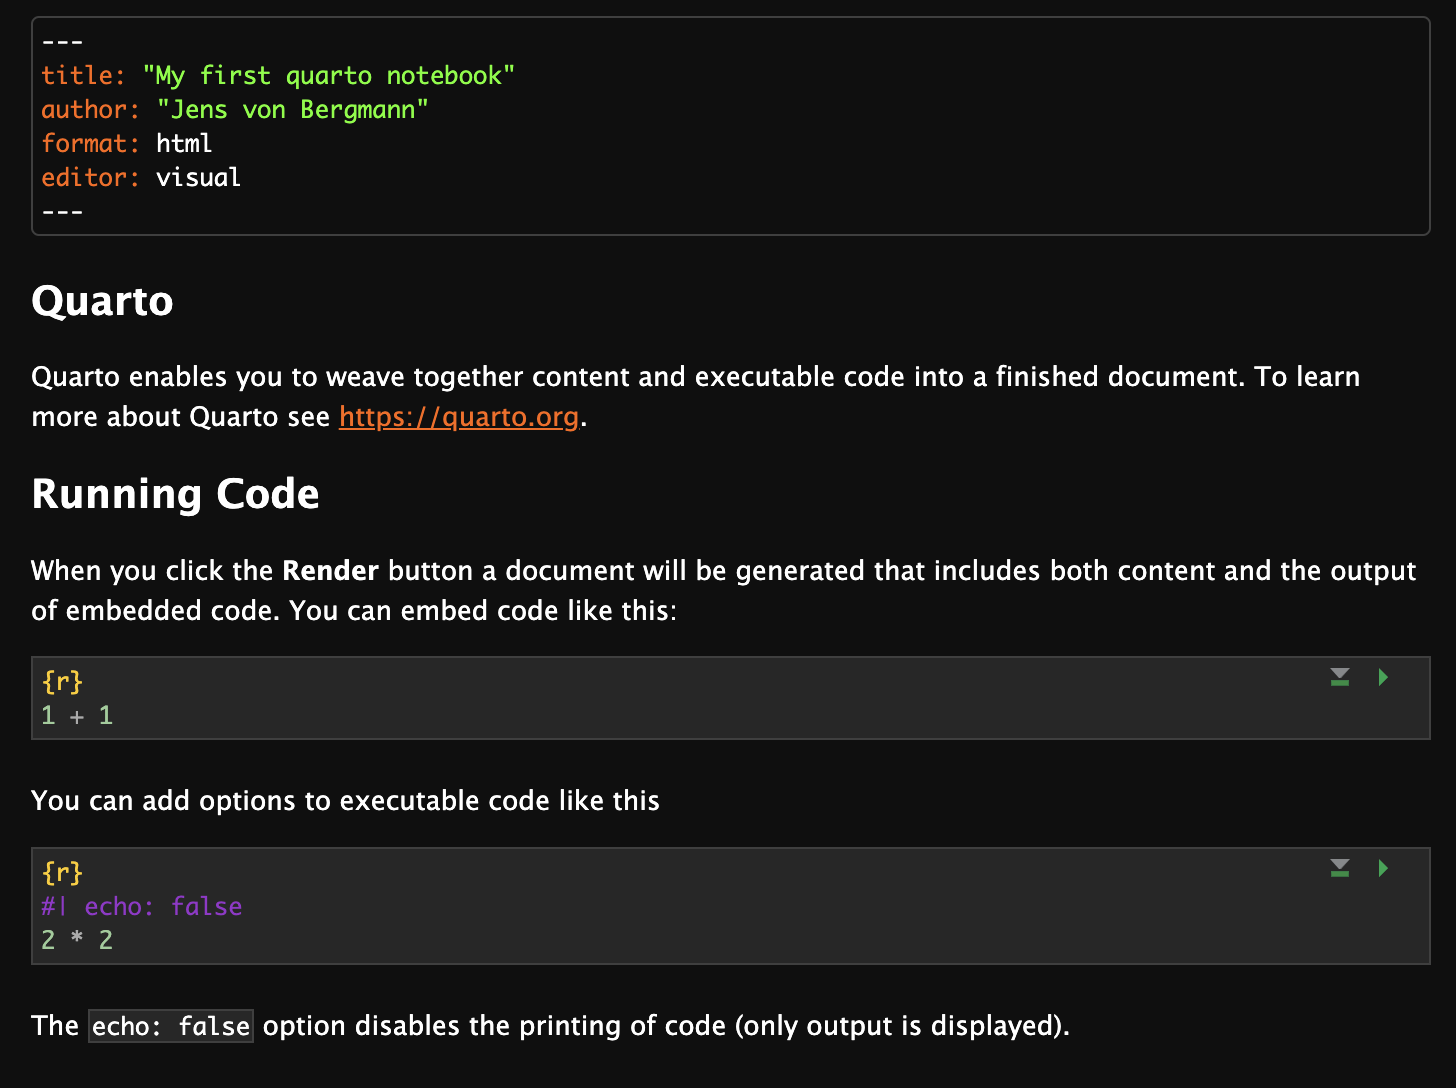 ---
title: "My first quarto notebook"
author: "Jens von Bergmann"
format: html
editor: visual
---
Quarto
Quarto enables you to weave together content and executable code into a finished document. To learn
more about Quarto see https://quarto.org.
Running Code
When you click the Render button a document will be generated that includes both content and the output
of embedded code. You can embed code like this:
{r}
1 + 1
You can add options to executable code like this
{r}
#| echo: false
2 * 2
The echo: false option disables the printing of code (only output is displayed).